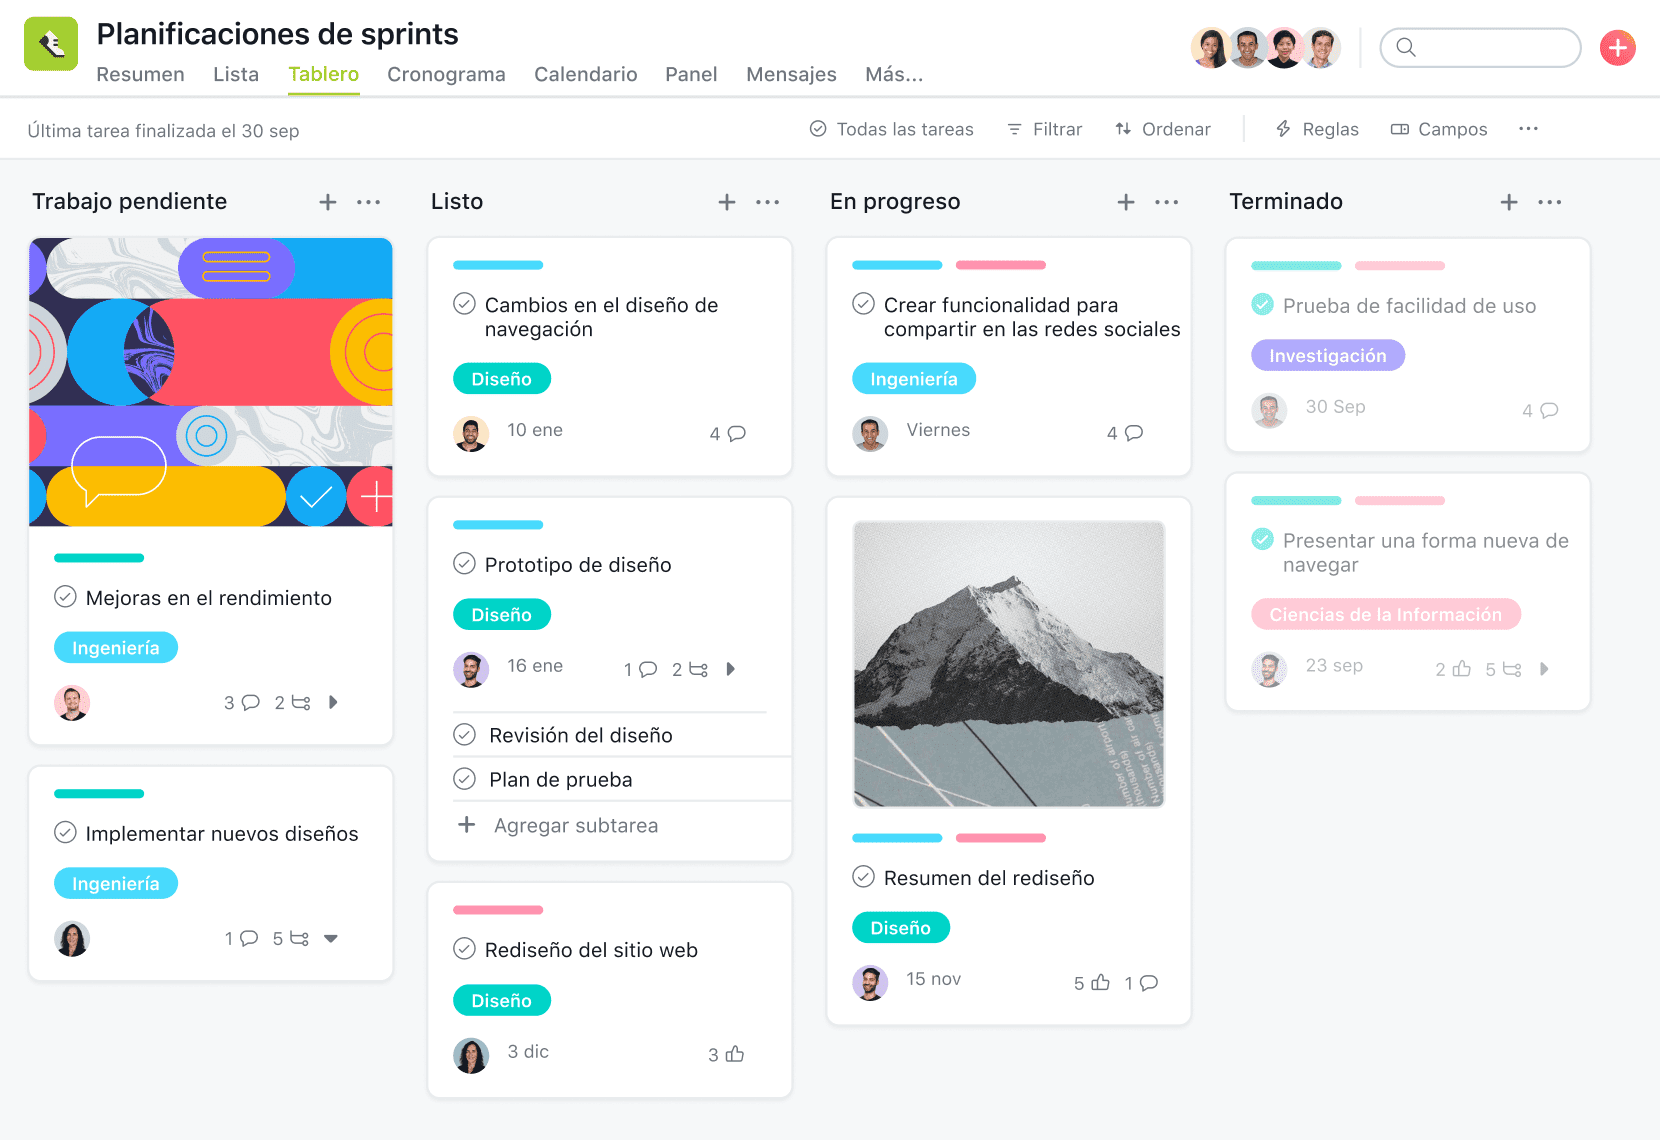 Planificaciones de sprints
Resumen Lista Tablero Cronograma Calendario Panel Mensajes Más...
Última tarea finalizada el 30 sep
Todas las tareas Filtrar Ordenar Reglas Campos
Trabajo pendiente
Mejoras en el rendimiento
Ingeniería
3 2
Implementar nuevos diseños
Ingeniería
1 5
Listo
Cambios en el diseño de
navegación
Diseño
10 ene 4
Prototipo de diseño
Diseño
16 ene 1 2
Revisión del diseño
Plan de prueba
Agregar subtarea
Rediseño del sitio web
Diseño
3 dic 3
En progreso
Crear funcionalidad para
compartir en las redes sociales
Ingeniería
Viernes 4
Number of air
thousands)
Resumen del rediseño
Diseño
15 nov 5 1
Terminado
Prueba de facilidad de uso
Investigación
30 Sep 4
Presentar una forma nueva de
navegar
Ciencias de la Información
23 sep 2 5